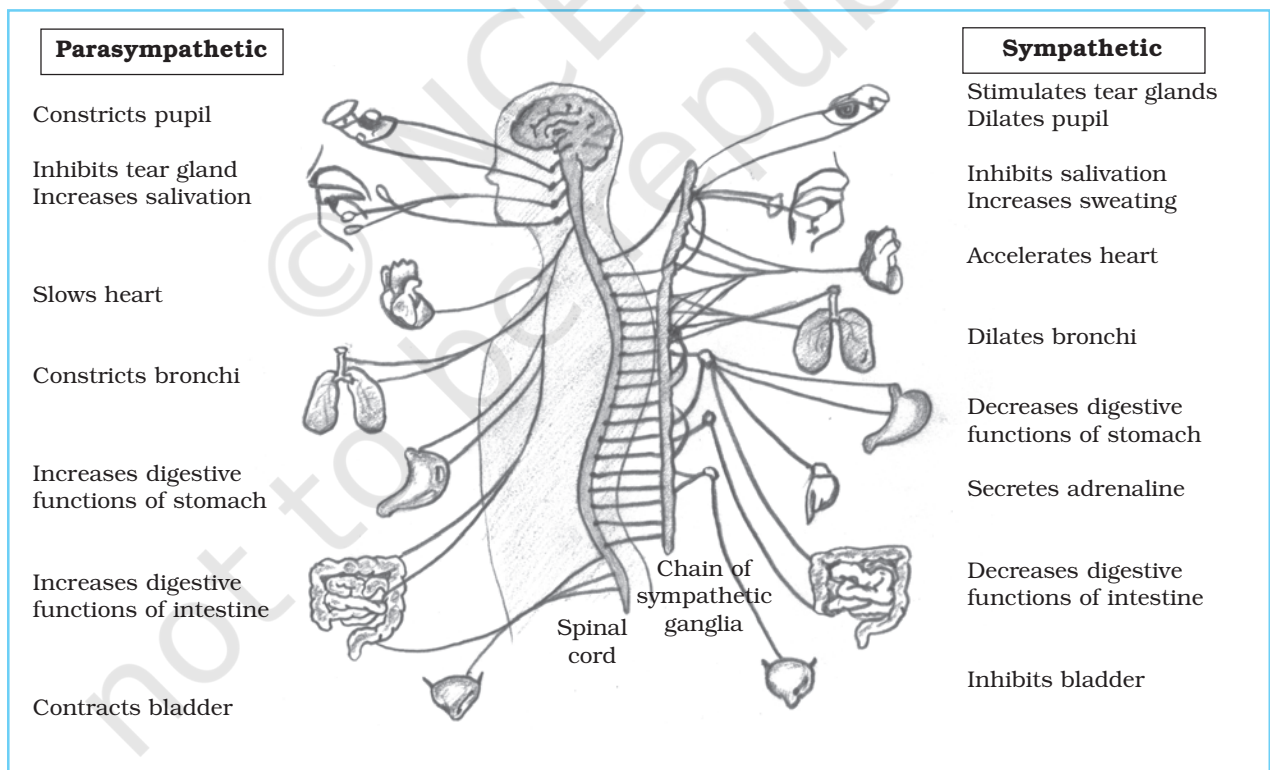 Parasympathetic
Constricts pupil
Inhibits tear gland
Increases salivation
Slows heart
Constricts bronchi
Increases digestive
functions of stomach
Increases digestive
functions of intestine
Contracts bladder
Spinal
cord
Chain of
sympathetic
ganglia
Sympathetic
Stimulates tear glands
Dilates pupil
Inhibits salivation
Increases sweating
Accelerates heart
Dilates bronchi
Decreases digestive
functions of stomach
Secretes adrenaline
Decreases digestive
functions of intestine
Inhibits bladder
© NCE
not to be republ